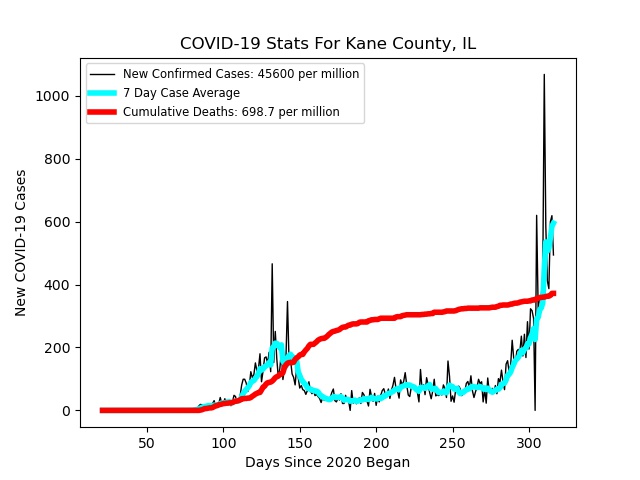 COVID-19 Stats For Kane County, IL
New Confirmed Cases: 45600 per million
7 Day Case Average
Cumulative Deaths: 698.7 per million
New COVID-19 Cases
1000
800
600
400
200
0
50 100 150 200 250 300
Days Since 2020 Began